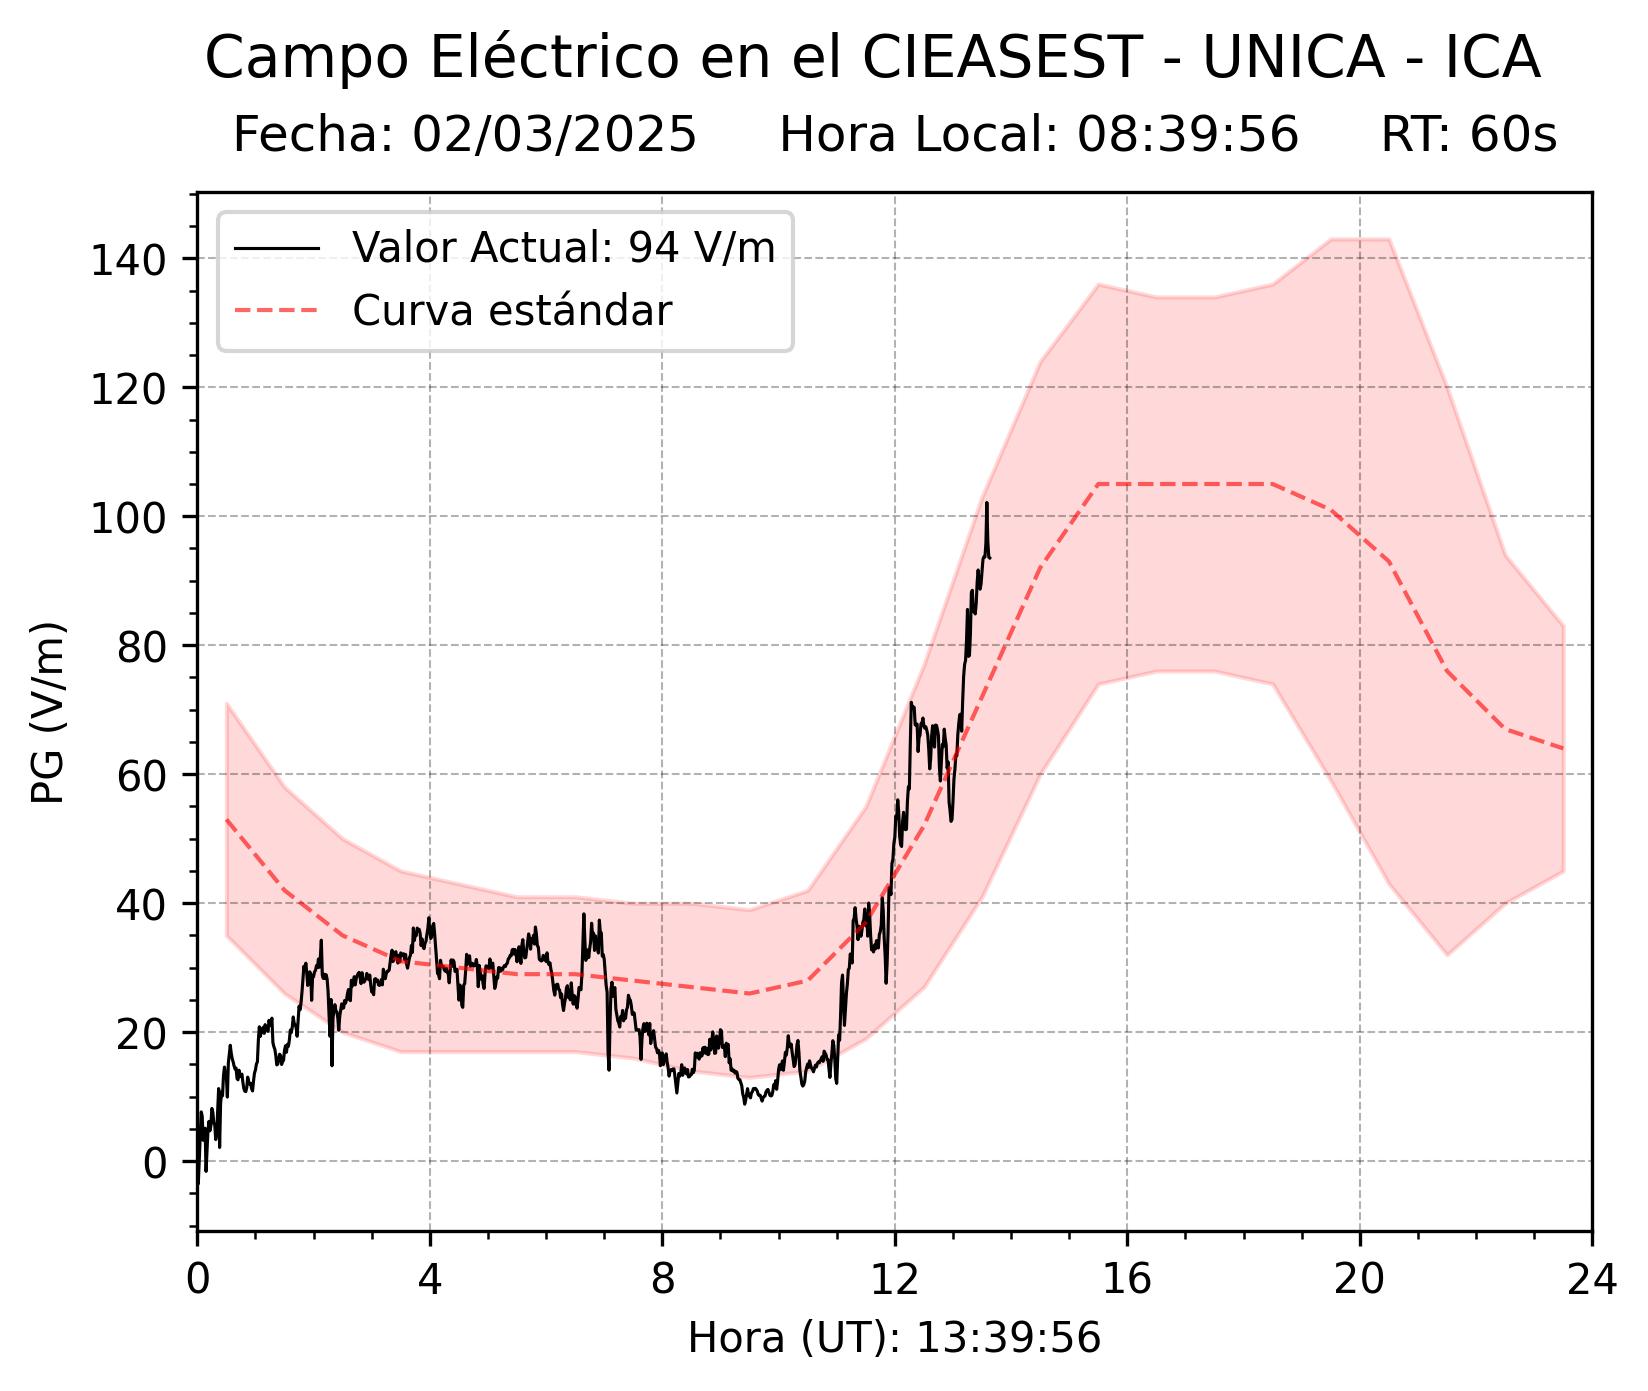 Campo Eléctrico en el CIEASEST - UNICA - ICA
Fecha: 02/03/2025 Hora Local: 08:39:56 RT: 60s
Valor Actual: 94 V/m
Curva estándar
PG (V/m)
140
120
100
80
60
40
20
0
0 4 8 12 16 20 24
Hora (UT): 13:39:56